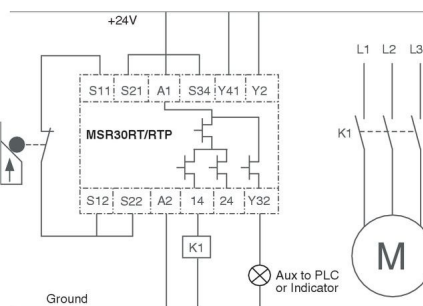 +24V
S11 S21 A1 S34 Y41 Y2
MSR30RT/RTP
S12 S22 A2 14 24 Y32
K1
Aux to PLC
or Indicator
Ground
L1 L2 L3
K1
M